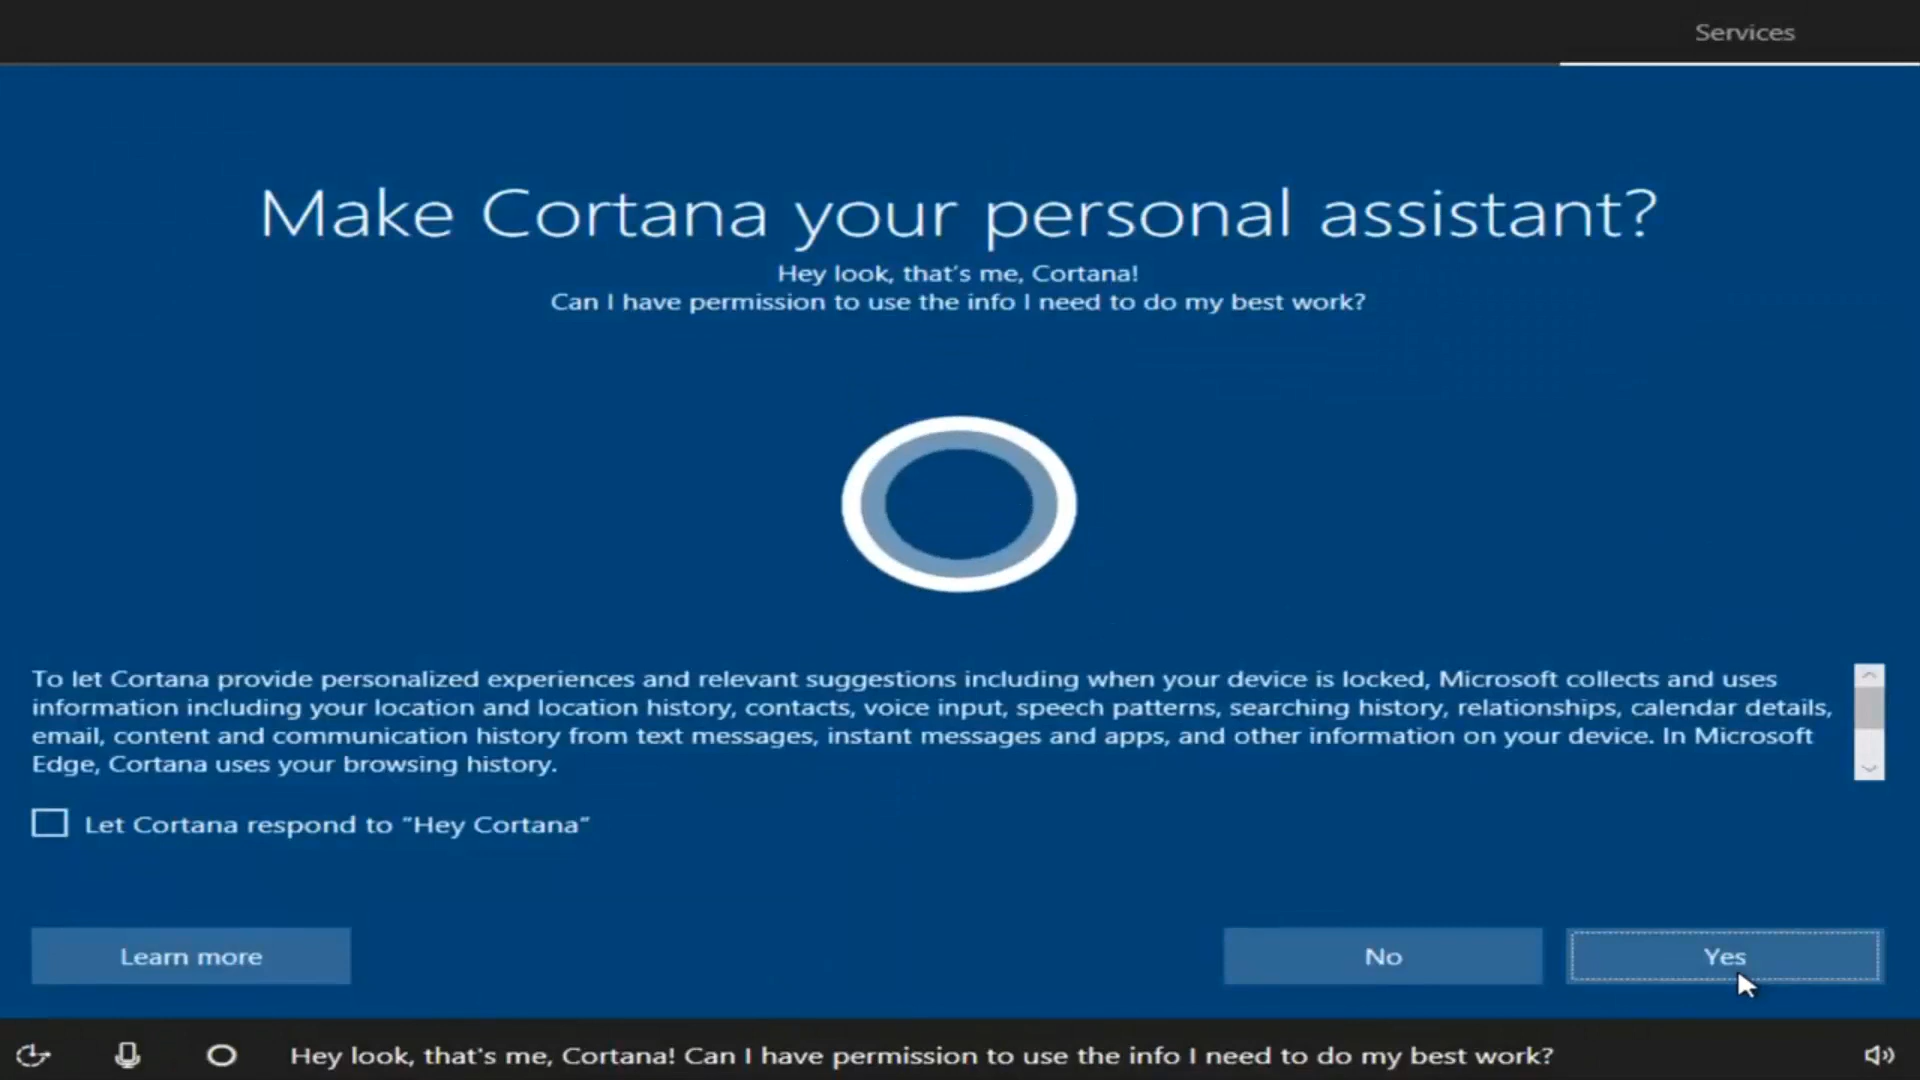 Services
Make Cortana your personal assistant?
Hey look, that's me, Cortana!
Can I have permission to use the info I need to do my best work?
To let Cortana provide personalized experiences and relevant suggestions including when your device is locked, Microsoft collects and uses
information including your location and location history, contacts, voice input, speech patterns, searching history, relationships, calendar details,
email, content and communication history from text messages, instant messages and apps, and other information on your device. In Microsoft
Edge, Cortana uses your browsing history.
Let Cortana respond to “Hey Cortana”
Learn more
No
Yes
Hey look, that's me, Cortana! Can I have permission to use the info I need to do my best work?